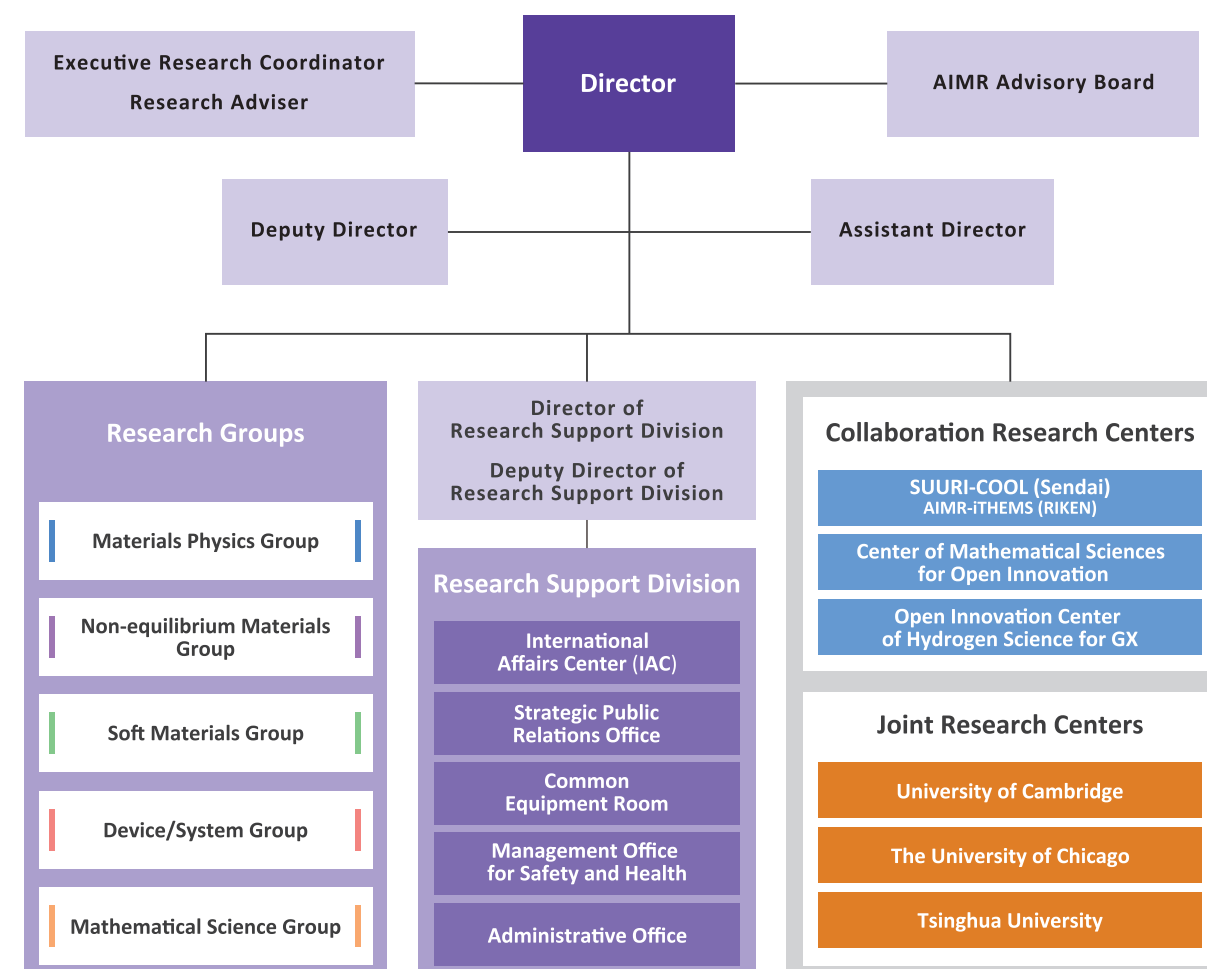 Executive Research Coordinator
Research Adviser
Director
AIMR Advisory Board
Deputy Director
Assistant Director
Research Groups
Materials Physics Group
Non-equilibrium Materials
Group
Soft Materials Group
Device/System Group
Mathematical Science Group
Director of
Research Support Division
Deputy Director of
Research Support Division
Research Support Division
International
Affairs Center (IAC)
Strategic Public
Relations Office
Common
Equipment Room
Management Office
for Safety and Health
Administrative Office
Collaboration Research Centers
SUURI-COOL (Sendai)
AIMR-iTHEMS (RIKEN)
Center of Mathematical Sciences
for Open Innovation
Open Innovation Center
of Hydrogen Science for GX
Joint Research Centers
University of Cambridge
The University of Chicago
Tsinghua University